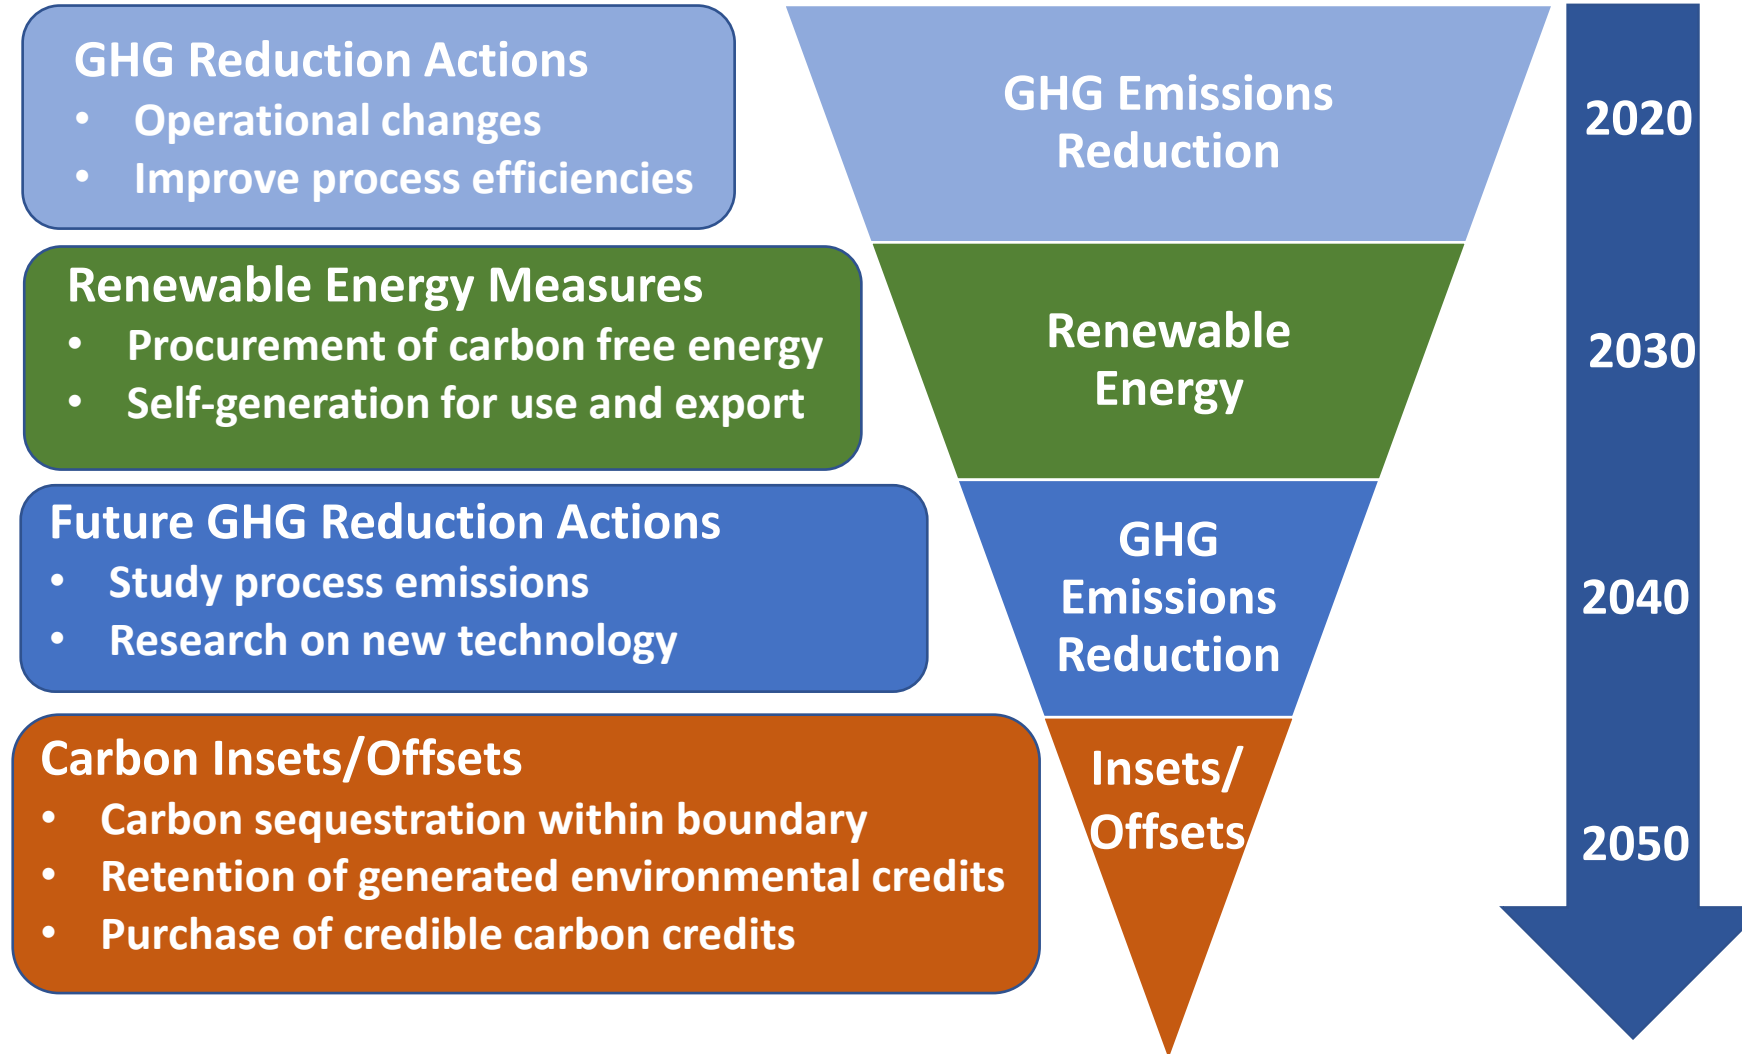 GHG Reduction Actions
• Operational changes
• Improve process efficiencies
GHG Emissions
Reduction
2020
Renewable Energy Measures
• Procurement of carbon free energy
• Self-generation for use and export
Renewable
Energy
2030
Future GHG Reduction Actions
• Study process emissions
• Research on new technology
GHG
Emissions
Reduction
2040
Carbon Insets/Offsets
• Carbon sequestration within boundary
• Retention of generated environmental credits
• Purchase of credible carbon credits
Insets/
Offsets
2050